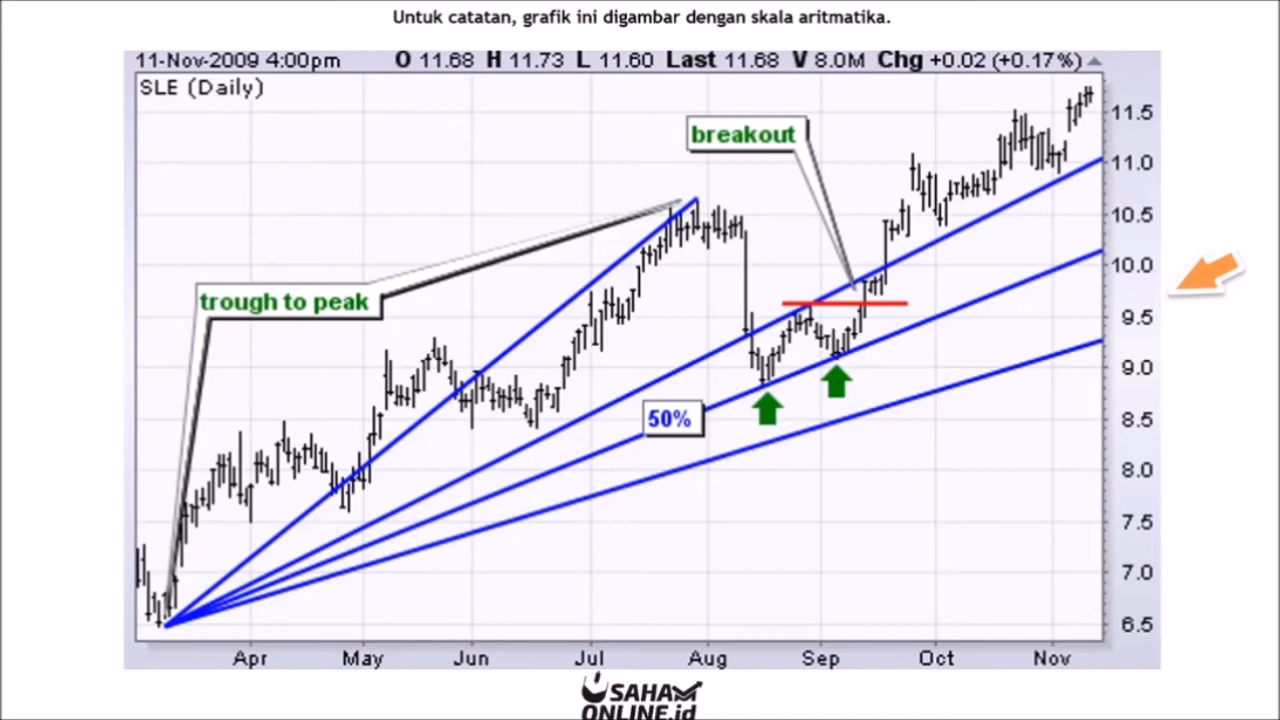 Untuk catatan, grafik ini digambar dengan skala aritmatika.
11-Nov-2009 4:00pm O 11.68 H 11.73 L 11.60 Last 11.68 V 8.0M Chg +0.02 (+0.17%)
SLE (Daily)
breakout
trough to peak
50%
11.5
11.0
10.5
10.0
9.5
9.0
8.5
8.0
7.5
7.0
6.5
Apr May Jun Jul Aug Sep Oct Nov
SAHAM
ONLINE.id